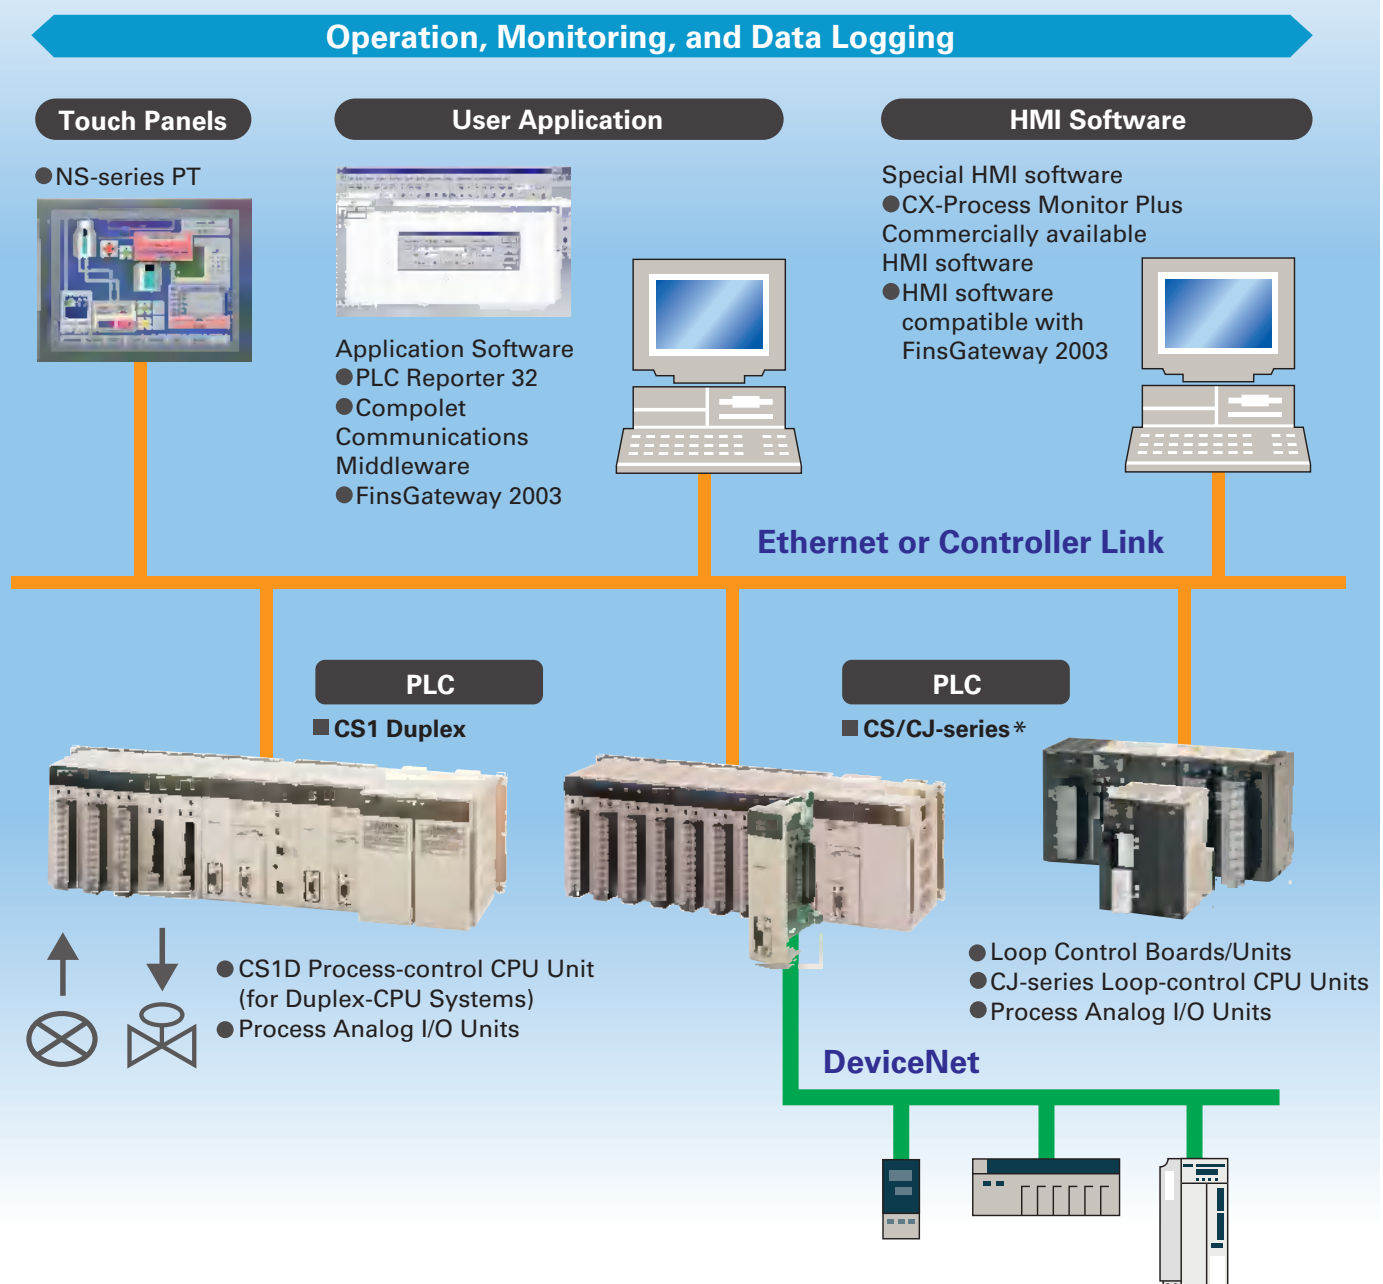 Operation, Monitoring, and Data Logging
Touch Panels
●NS-series PT
User Application
Application Software
●PLC Reporter 32
●Compolet
Communications
Middleware
●FinsGateway 2003
HMI Software
Special HMI software
●CX-Process Monitor Plus
Commercially available
HMI software
●HMI software
compatible with
FinsGateway 2003
Ethernet or Controller Link
PLC
■CS1 Duplex
●CS1D Process-control CPU Unit
(for Duplex-CPU Systems)
●Process Analog I/O Units
PLC
■CS/CJ-series*
●Loop Control Boards/Units
●CJ-series Loop-control CPU Units
●Process Analog I/O Units
DeviceNet